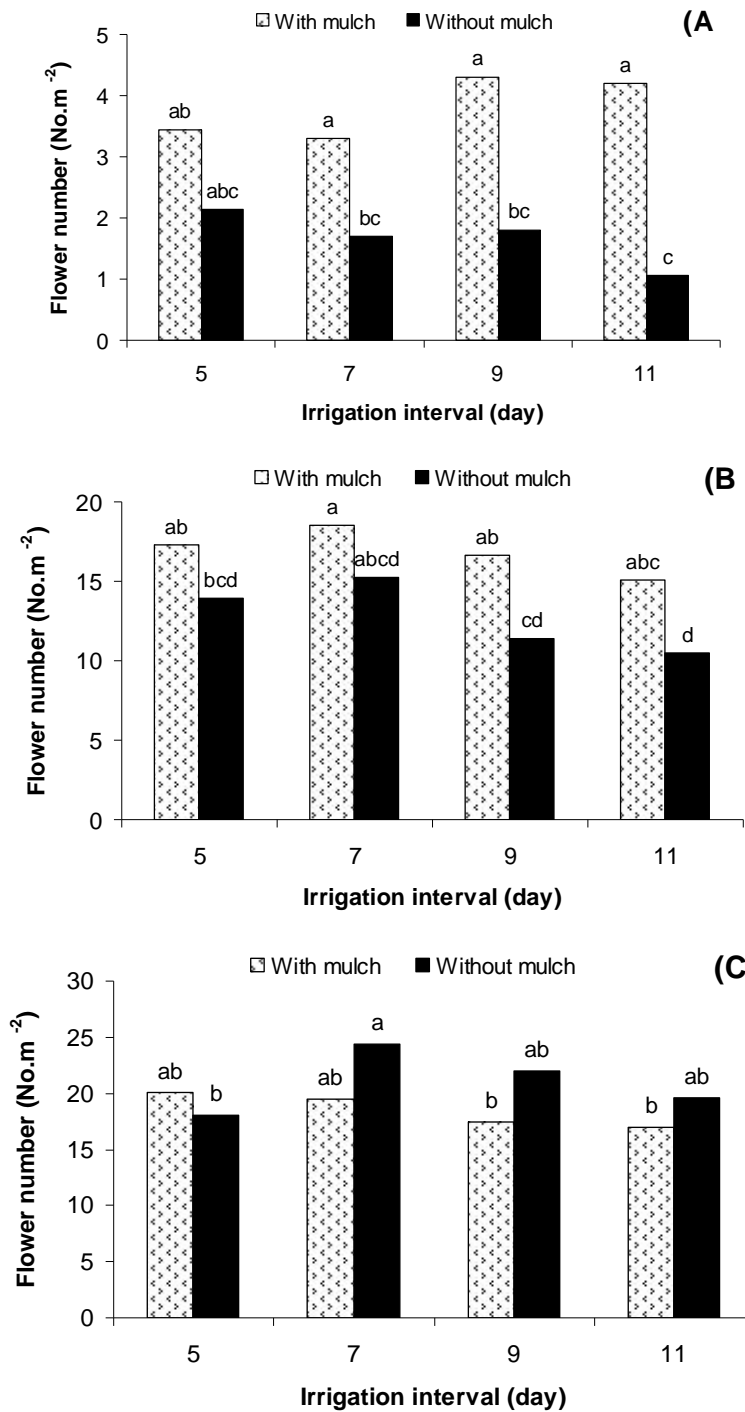 With mulch Without mulch (A
Flower number (No.m -2)
5
4
3
2
1
0
ab a a a
abc bc bc c
5 7 9 11
Irrigation interval (day)
With mulch Without mulch (B
Flower number (No.m -2)
20
15
10
5
0
ab a ab abc
bcd abcd cd d
5 7 9 11
Irrigation interval (day)
With mulch Without mulch (C
Flower number (No.m -2)
30
25
20
15
10
5
0
ab ab b b
b a ab ab
5 7 9 11
Irrigation interval (day)